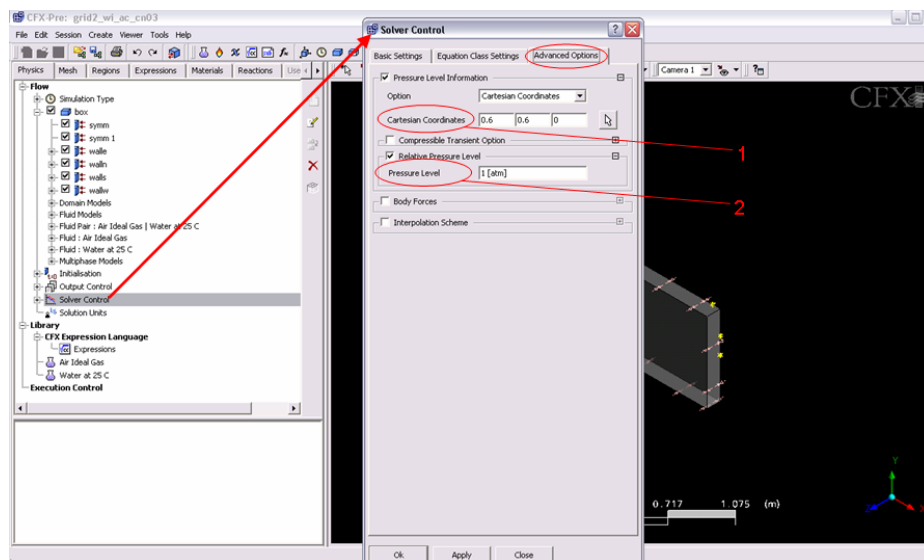 CFX-Pre: grid2_wi_ac_cn03
File Edit Session Create Viewer Tools Help
Physics Mesh Regions Expressions Materials Reactions Use
Flow
Simulation Type
box
symm
symm 1
walle
walln
walls
wallw
Domain Models
Fluid Models
Fluid Pair : Air Ideal Gas | Water at 25 C
Fluid : Air Ideal Gas
Fluid : Water at 25 C
Multiphase Models
Initialisation
Output Control
Solver Control
Solution Units
Library
CFX Expression Language
Expressions
Air Ideal Gas
Water at 25 C
Execution Control
Solver Control
Basic Settings Equation Class Settings Advanced Options
Pressure Level Information
Option Cartesian Coordinates
Cartesian Coordinates 0.6 0.6 0
Compressible Transient Option
Relative Pressure Level
Pressure Level 1 [atm]
Body Forces
Interpolation Scheme
Ok Apply Close
Camera 1
CFX
1
2
0.717 1.075 (m)
Y
Z X